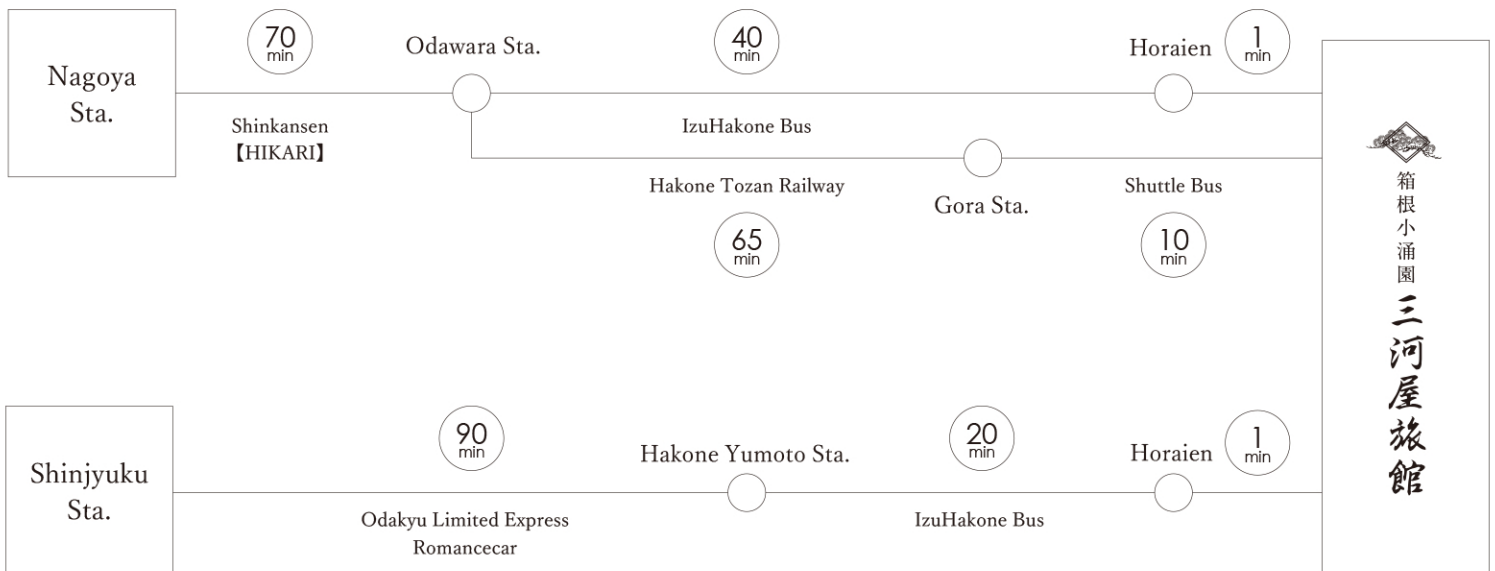 Nagoya
Sta.
70
min
Shinkansen
【HIKARI】
Odawara Sta.
40
min
IzuHakone Bus
Horaien
1
min
Hakone Tozan Railway
65
min
Gora Sta.
Shuttle Bus
10
min
箱根小涌園
三河屋旅館
Shinjyuku
Sta.
90
min
Odakyu Limited Express
Romancecar
Hakone Yumoto Sta.
20
min
IzuHakone Bus
Horaien
1
min